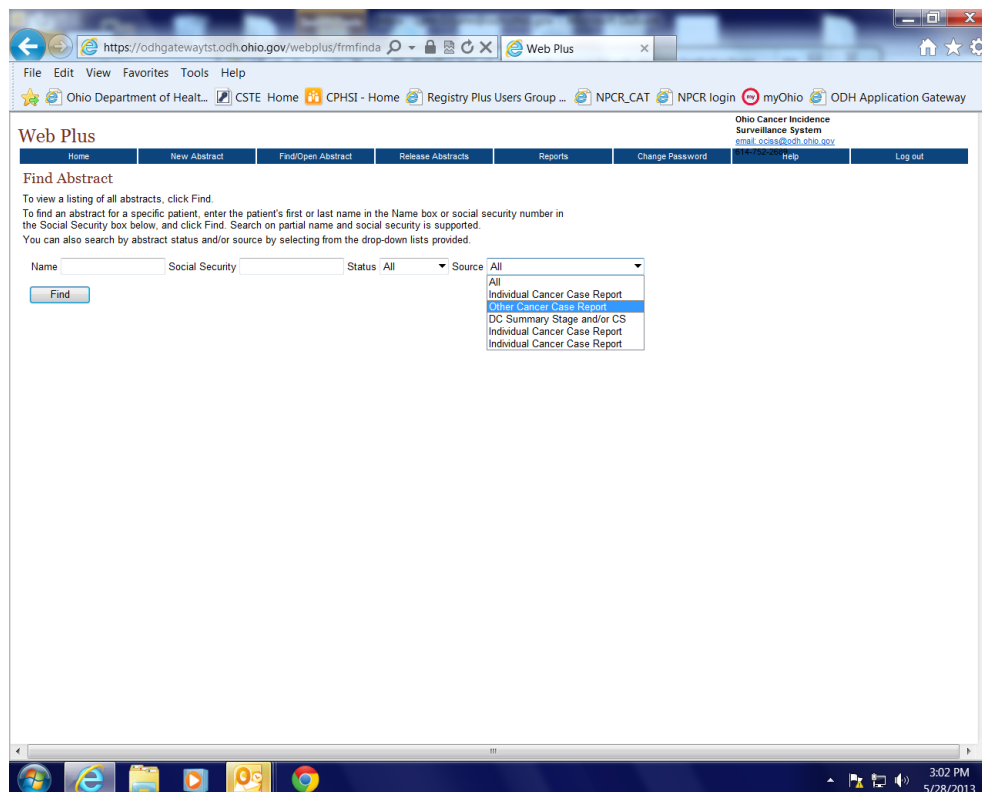 https://odhgatewaytst.odh.ohio.gov/webplus/frmfinda
Web Plus
File Edit View Favorites Tools Help
Ohio Department of Healt... CSTE Home CPHSI - Home Registry Plus Users Group ... NPCR_CAT NPCR login myOhio ODH Application Gateway
Ohio Cancer Incidence
Surveillance System
email: ociss@odh.ohio.gov
614-752-2689
Web Plus
Home New Abstract Find/Open Abstract Release Abstracts Reports Change Password Help Log out
Find Abstract
To view a listing of all abstracts, click Find.
To find an abstract for a specific patient, enter the patient's first or last name in the Name box or social security number in
the Social Security box below, and click Find. Search on partial name and social security is supported.
You can also search by abstract status and/or source by selecting from the drop-down lists provided.
Name Social Security Status All Source All
All
Individual Cancer Case Report
Find
Other Cancer Case Report
DC Summary Stage and/or CS
Individual Cancer Case Report
Individual Cancer Case Report
3:02 PM
5/28/2013